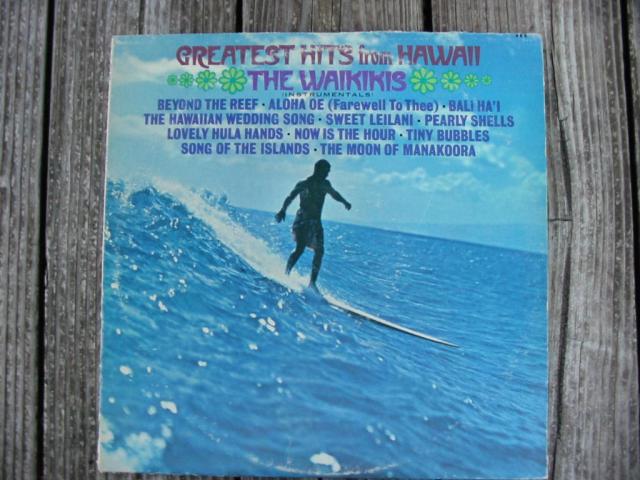 GREATEST HITS from HAWAII
THE WAIKIKIS
(INSTRUMENTALS)
BEYOND THE REEF · ALOHA OE (Farewell To Thee) · BALI HA'I
THE HAWAIIAN WEDDING SONG · SWEET LEILANI · PEARLY SHELLS
LOVELY HULA HANDS · NOW IS THE HOUR · TINY BUBBLES
SONG OF THE ISLANDS · THE MOON OF MANAKOORA